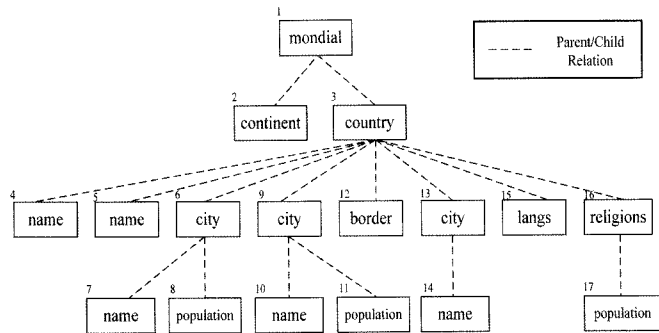 1
mondial
Parent/Child
Relation
2
continent
3
country
4
name
5
name
6
city
9
city
12
border
13
city
15
langs
16
religions
7
name
8
population
10
name
11
population
14
name
17
population